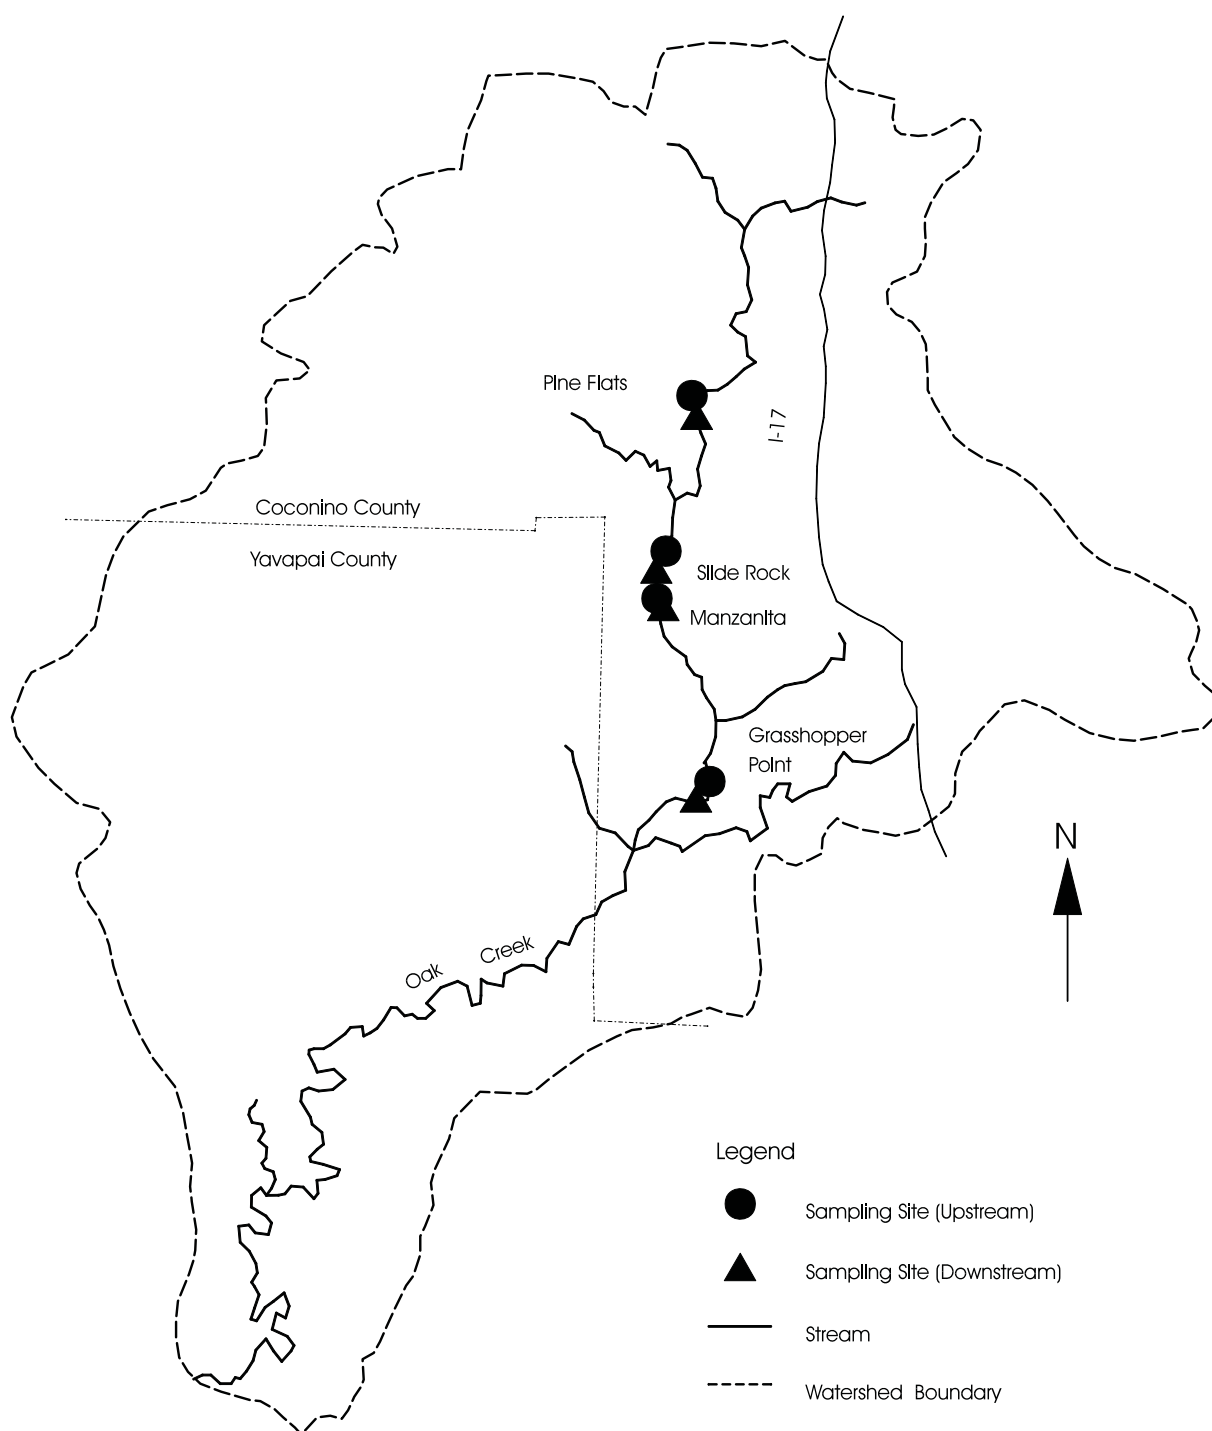 Pine Flats
I-17
Coconino County
Yavapai County
Slide Rock
Manzanita
Grasshopper
Point
N
Oak Creek
Legend
Sampling Site (Upstream)
Sampling Site (Downstream)
Stream
Watershed Boundary